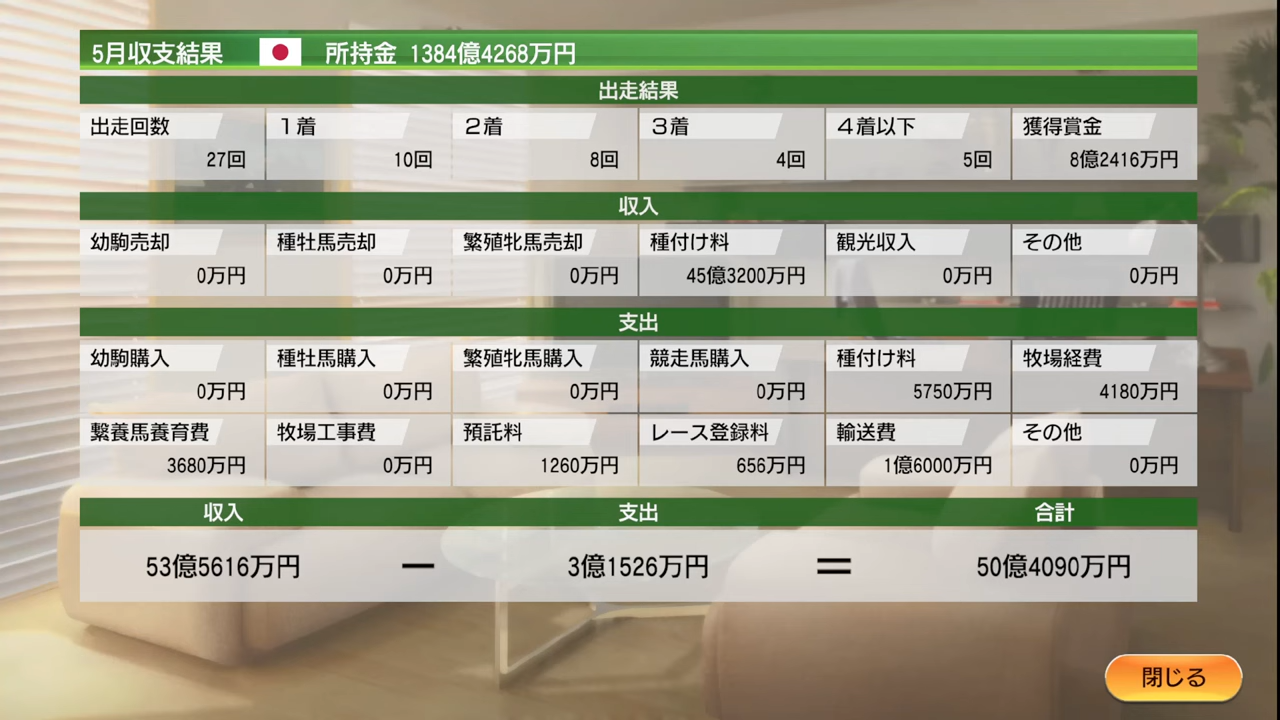 5月収支結果 所持金 1384億4268万円
出走結果
出走回数 1着 2着 3着 4着以下 獲得賞金
27回 10回 8回 4回 5回 8億2416万円
収入
幼駒売却 種牡馬売却 繁殖牝馬売却 種付け料 観光収入 その他
0万円 0万円 0万円 45億3200万円 0万円 0万円
支出
幼駒購入 種牡馬購入 繁殖牝馬購入 競走馬購入 種付け料 牧場経費
0万円 0万円 0万円 0万円 5750万円 4180万円
繋養馬養育費 牧場工事費 預託料 レース登録料 輸送費 その他
3680万円 0万円 1260万円 656万円 1億6000万円 0万円
収入 支出 合計
53億5616万円 － 3億1526万円 ＝ 50億4090万円
閉じる